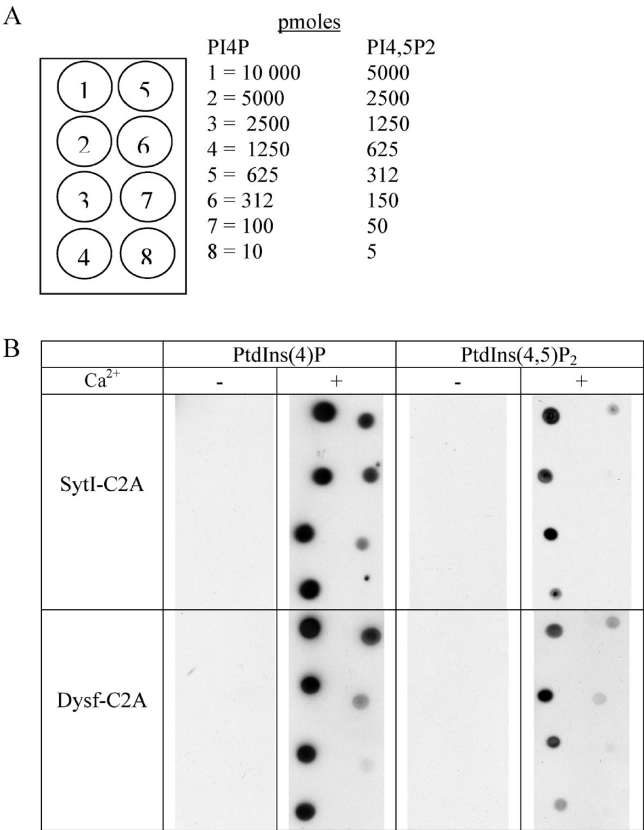 A
pmoles
PI4P PI4,5P2
1 = 10 000 5000
2 = 5000 2500
3 = 2500 1250
4 = 1250 625
5 = 625 312
6 = 312 150
7 = 100 50
8 = 10 5
1 5
2 6
3 7
4 8
B
PtdIns(4)P PtdIns(4,5)P₂
Ca²⁺ - + - +
SytI-C2A
Dysf-C2A